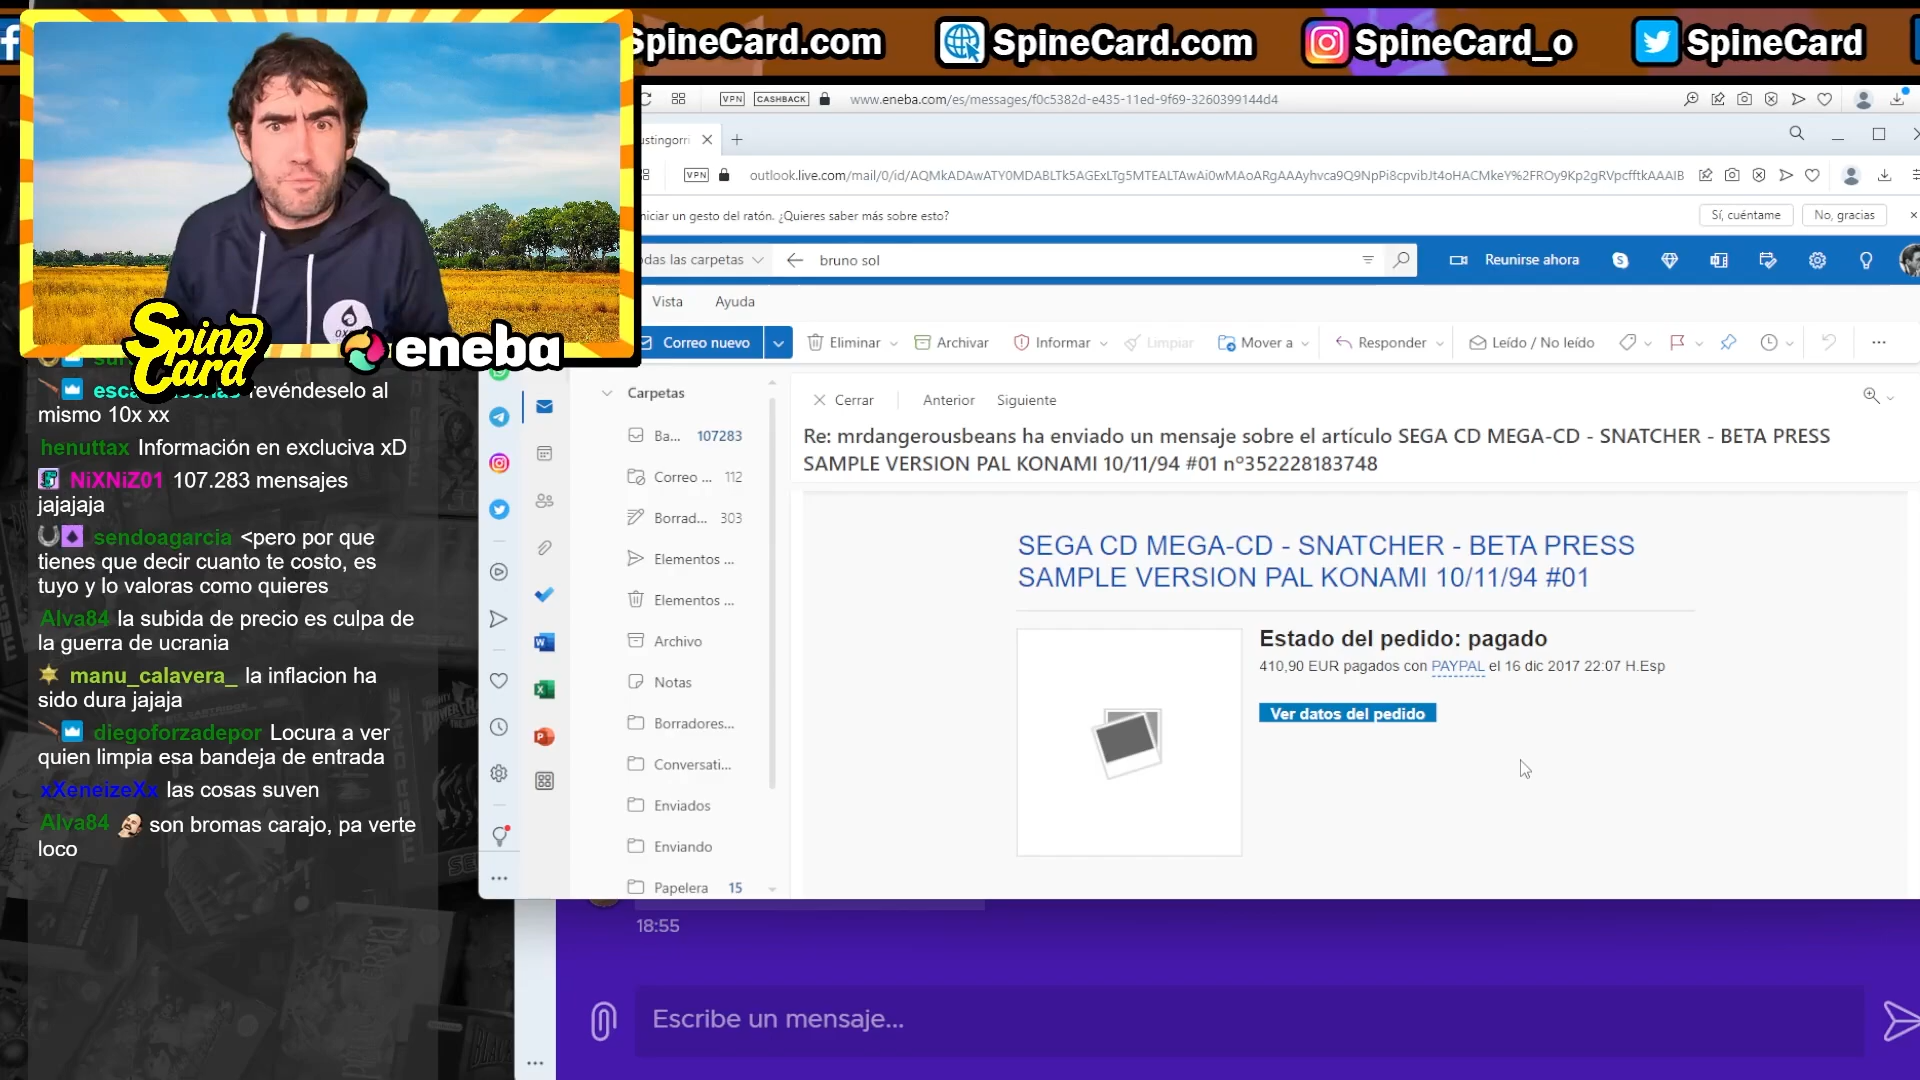 SpineCard.com
SpineCard.com
SpineCard_o
SpineCard
VPN
CASHBACK
www.eneba.com/es/messages/f0c5382d-e435-11ed-9f69-3260399144d4
ustingorri
VPN
outlook.live.com/mail/0/id/AQMkADAwATY0MDABLTk5AGExLTg5MTEALTAwAi0wMAoARgAAAyhvca9Q9NpPi8cpvibJt4oHACMkeY%2FROy9Kp2gRVpcfftkAAAIB
niciar un gesto del ratón. ¿Quieres saber más sobre esto?
Sí, cuéntame
No, gracias
odas las carpetas
bruno sol
Reunirse ahora
Vista
Ayuda
Correo nuevo
Eliminar
Archivar
Informar
Limpiar
Mover a
Responder
Leído / No leído
Spine
Card
eneba
revéndeselo al
mismo 10x xx
henuttax Información en excluciva xD
NiXNiZ01 107.283 mensajes
jajajaja
sendoagarcia <pero por que
tienes que decir cuanto te costo, es
tuyo y lo valoras como quieres
Alva84 la subida de precio es culpa de
la guerra de ucrania
manu_calavera_ la inflacion ha
sido dura jajaja
diegoforzadepor Locura a ver
quien limpia esa bandeja de entrada
xXeneizeXx las cosas suven
Alva84 son bromas carajo, pa verte
loco
Carpetas
Ba... 107283
Correo ... 112
Borrad... 303
Elementos ...
Elementos ...
Archivo
Notas
Borradores...
Conversati...
Enviados
Enviando
Papelera 15
Cerrar
Anterior
Siguiente
Re: mrdangerousbeans ha enviado un mensaje sobre el artículo SEGA CD MEGA-CD - SNATCHER - BETA PRESS
SAMPLE VERSION PAL KONAMI 10/11/94 #01 nº352228183748
SEGA CD MEGA-CD - SNATCHER - BETA PRESS
SAMPLE VERSION PAL KONAMI 10/11/94 #01
Estado del pedido: pagado
410,90 EUR pagados con PAYPAL el 16 dic 2017 22:07 H.Esp
Ver datos del pedido
18:55
Escribe un mensaje...